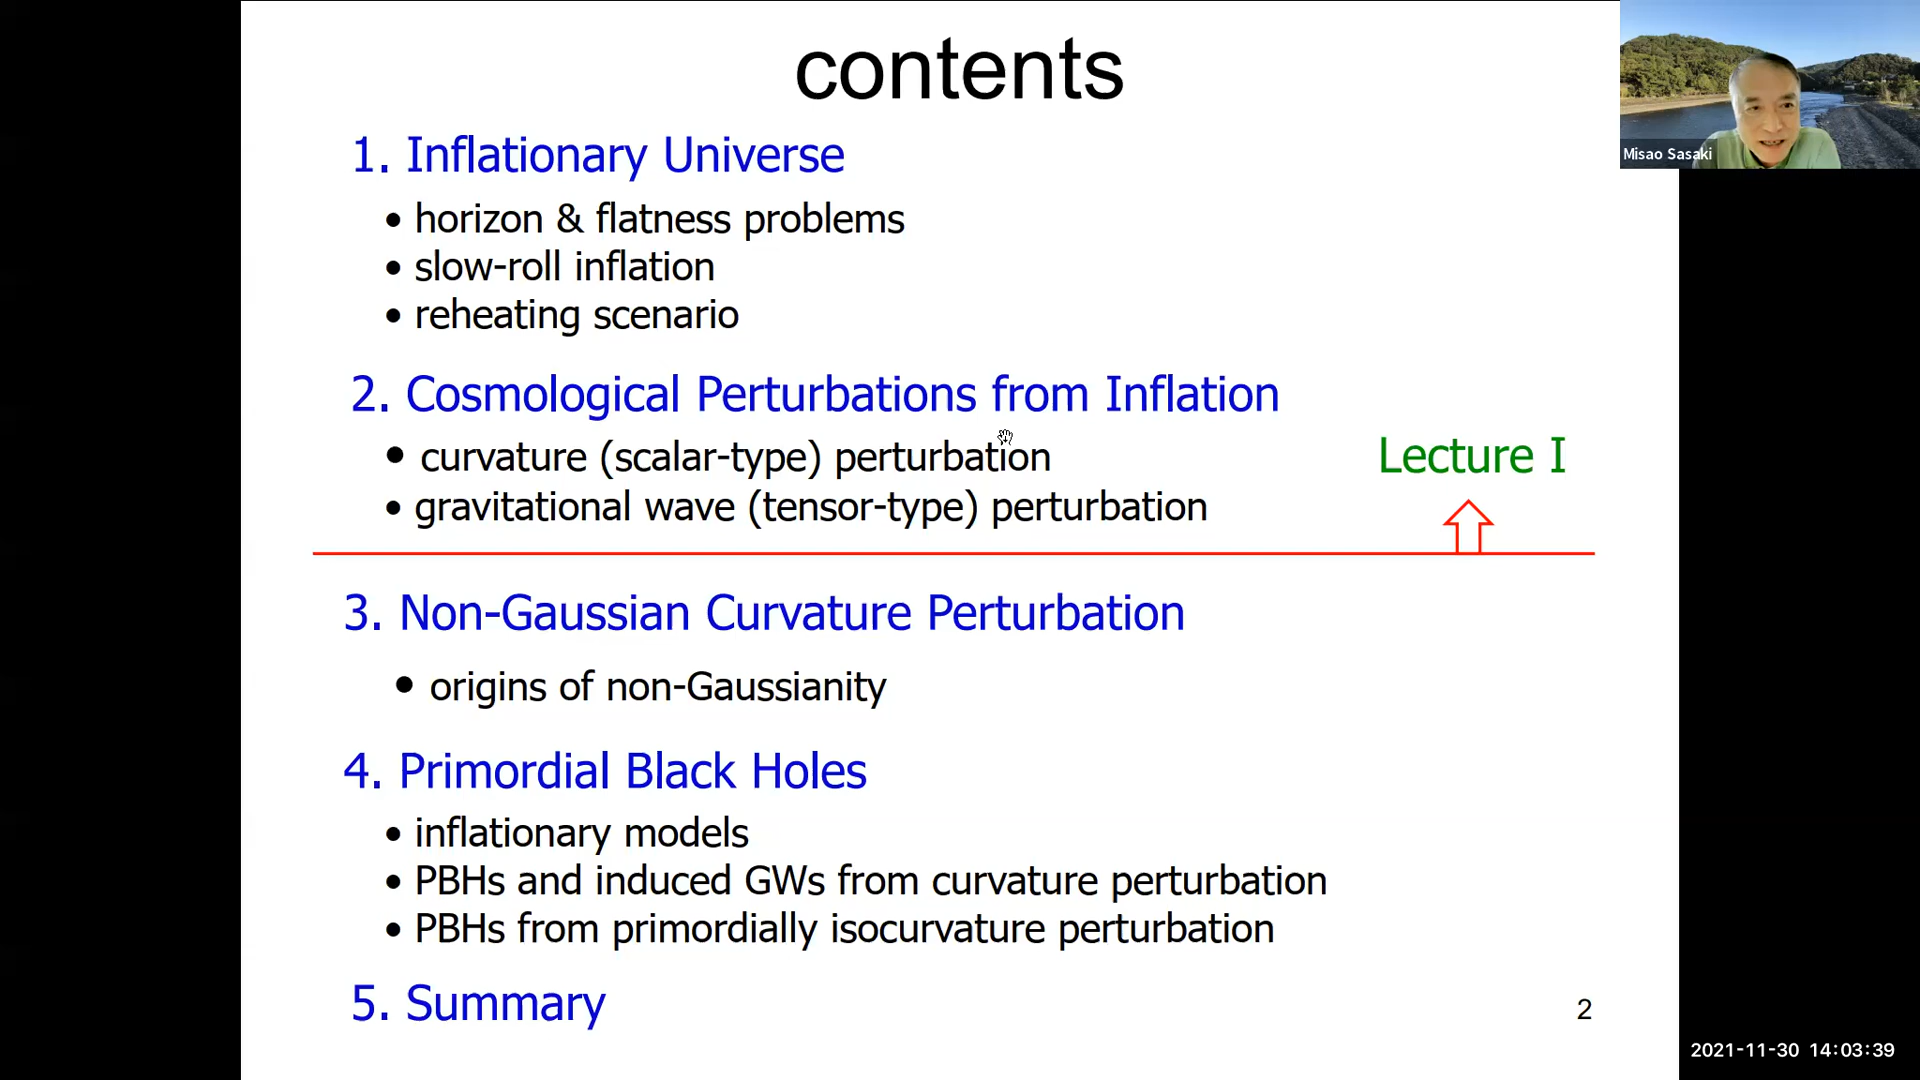 contents
1. Inflationary Universe
• horizon & flatness problems
• slow-roll inflation
• reheating scenario
2. Cosmological Perturbations from Inflation
• curvature (scalar-type) perturbation
• gravitational wave (tensor-type) perturbation
Lecture I
3. Non-Gaussian Curvature Perturbation
• origins of non-Gaussianity
4. Primordial Black Holes
• inflationary models
• PBHs and induced GWs from curvature perturbation
• PBHs from primordially isocurvature perturbation
5. Summary
2
Misao Sasaki
2021-11-30 14:03:39